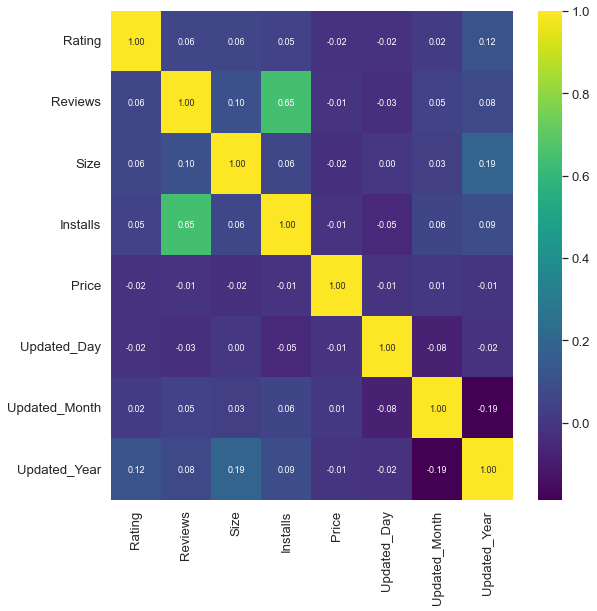 Rating 1.00 0.06 0.06 0.05 -0.02 -0.02 0.02 0.12
Reviews 0.06 1.00 0.10 0.65 -0.01 -0.03 0.05 0.08
Size 0.06 0.10 1.00 0.06 -0.02 0.00 0.03 0.19
Installs 0.05 0.65 0.06 1.00 -0.01 -0.05 0.06 0.09
Price -0.02 -0.01 -0.02 -0.01 1.00 -0.01 0.01 -0.01
Updated_Day -0.02 -0.03 0.00 -0.05 -0.01 1.00 -0.08 -0.02
Updated_Month 0.02 0.05 0.03 0.06 0.01 -0.08 1.00 -0.19
Updated_Year 0.12 0.08 0.19 0.09 -0.01 -0.02 -0.19 1.00
Rating
Reviews
Size
Installs
Price
Updated_Day
Updated_Month
Updated_Year
1.0
0.8
0.6
0.4
0.2
0.0